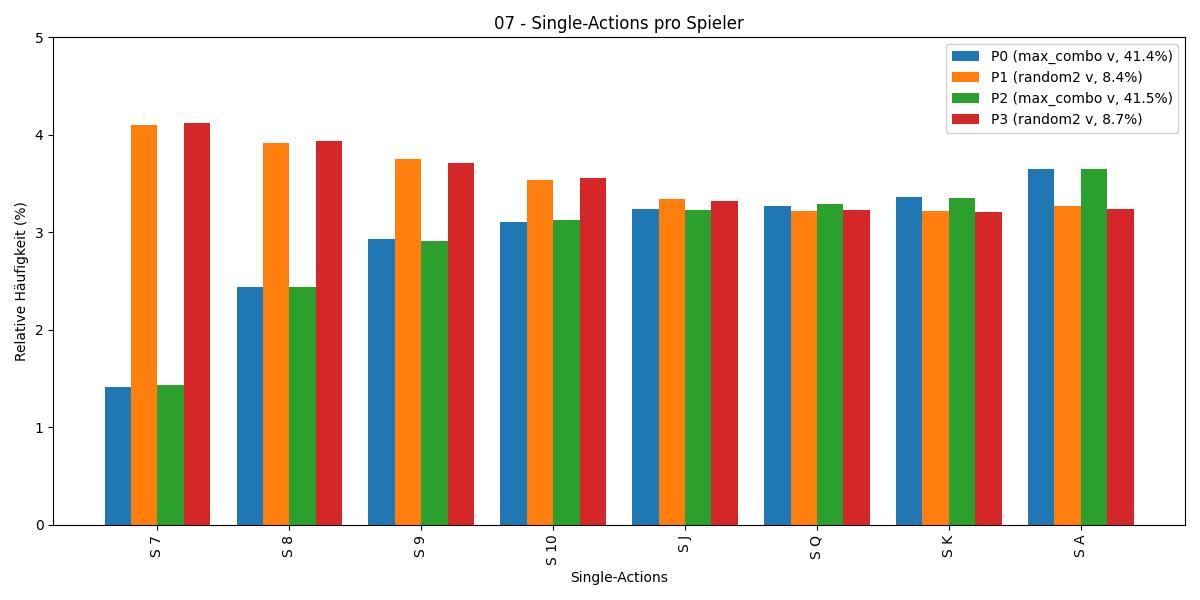 07 - Single-Actions pro Spieler
P0 (max_combo v, 41.4%)
P1 (random2 v, 8.4%)
P2 (max_combo v, 41.5%)
P3 (random2 v, 8.7%)
Relative Häufigkeit (%)
5
4
3
2
1
0
S 7
S 8
S 9
S 10
S J
S Q
S K
S A
Single-Actions